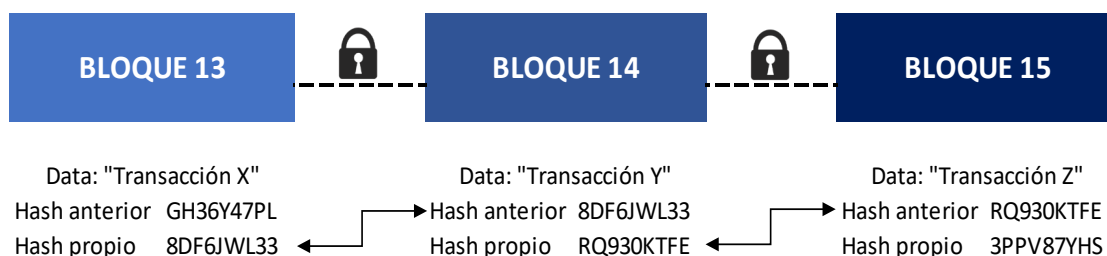 BLOQUE 13
BLOQUE 14
BLOQUE 15
Data: "Transacción X"
Hash anterior GH36Y47PL
Hash propio 8DF6JWL33
Data: "Transacción Y"
Hash anterior 8DF6JWL33
Hash propio RQ930KTFE
Data: "Transacción Z"
Hash anterior RQ930KTFE
Hash propio 3PPV87YHS